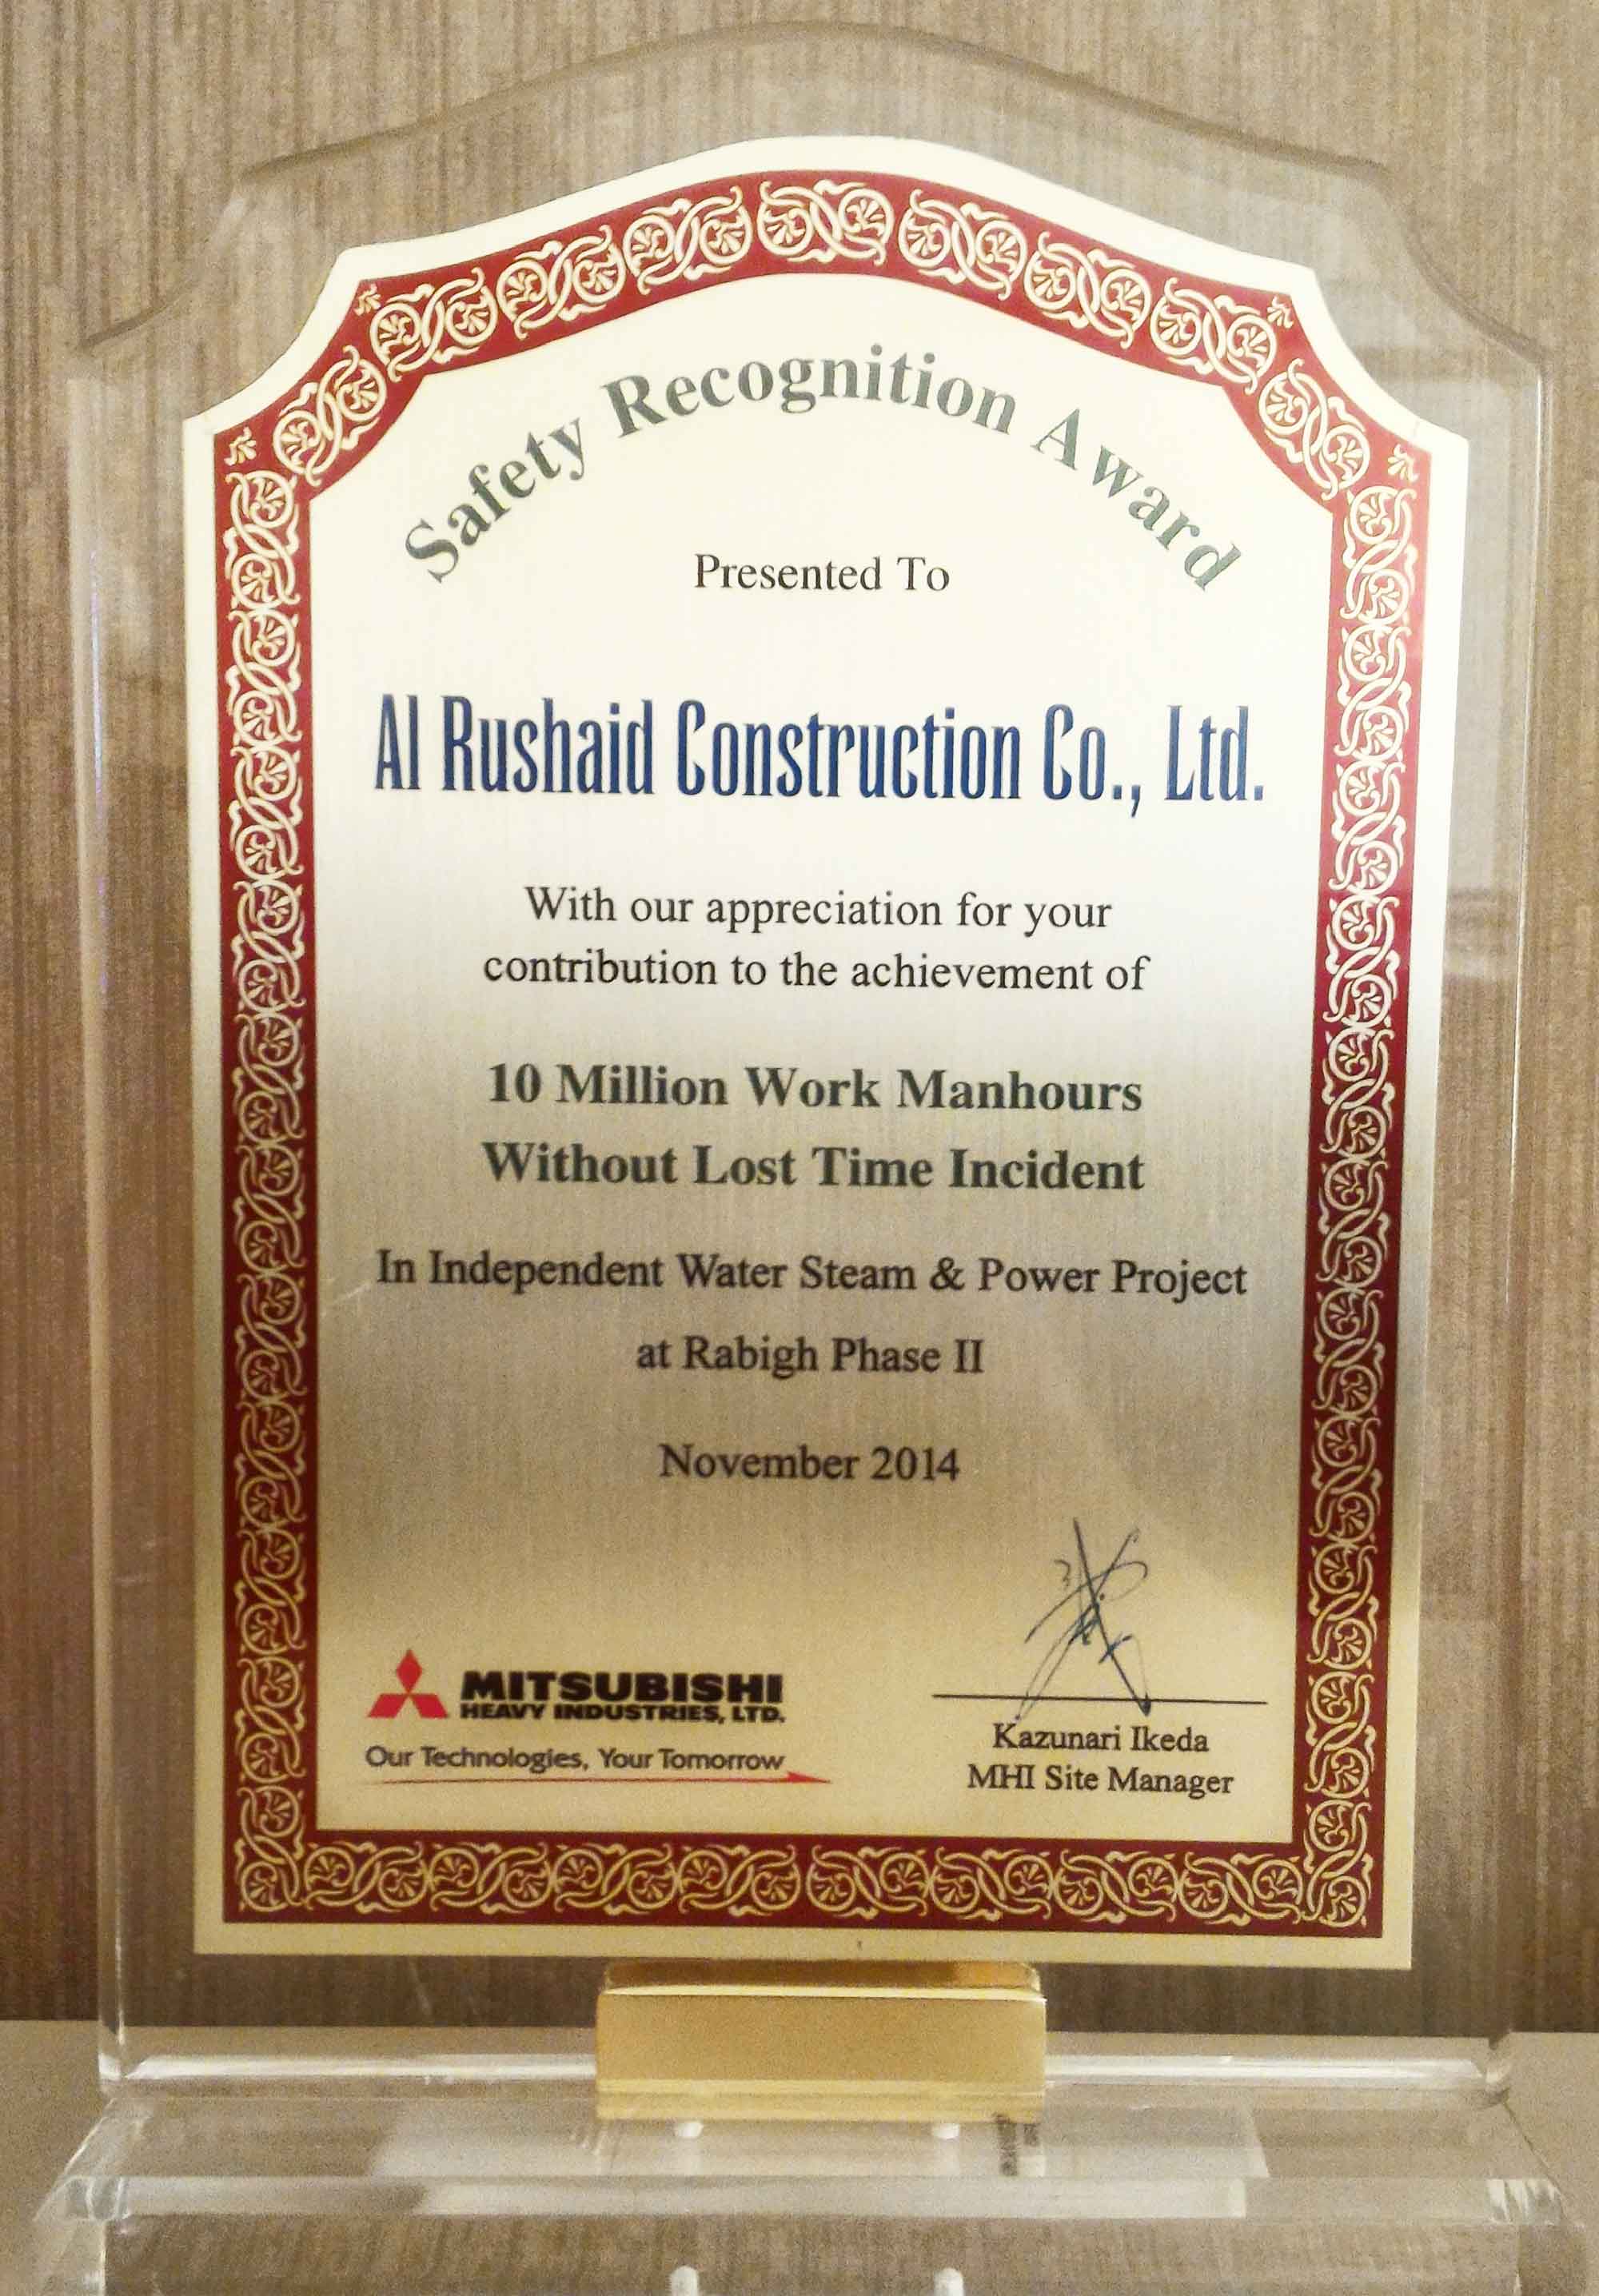 Safety Recognition Award
Presented To
Al Rushaid Construction Co., Ltd.
With our appreciation for your
contribution to the achievement of
10 Million Work Manhours
Without Lost Time Incident
In Independent Water Steam & Power Project
at Rabigh Phase II
November 2014
MITSUBISHI
HEAVY INDUSTRIES, LTD.
Our Technologies, Your Tomorrow
Kazunari Ikeda
MHI Site Manager